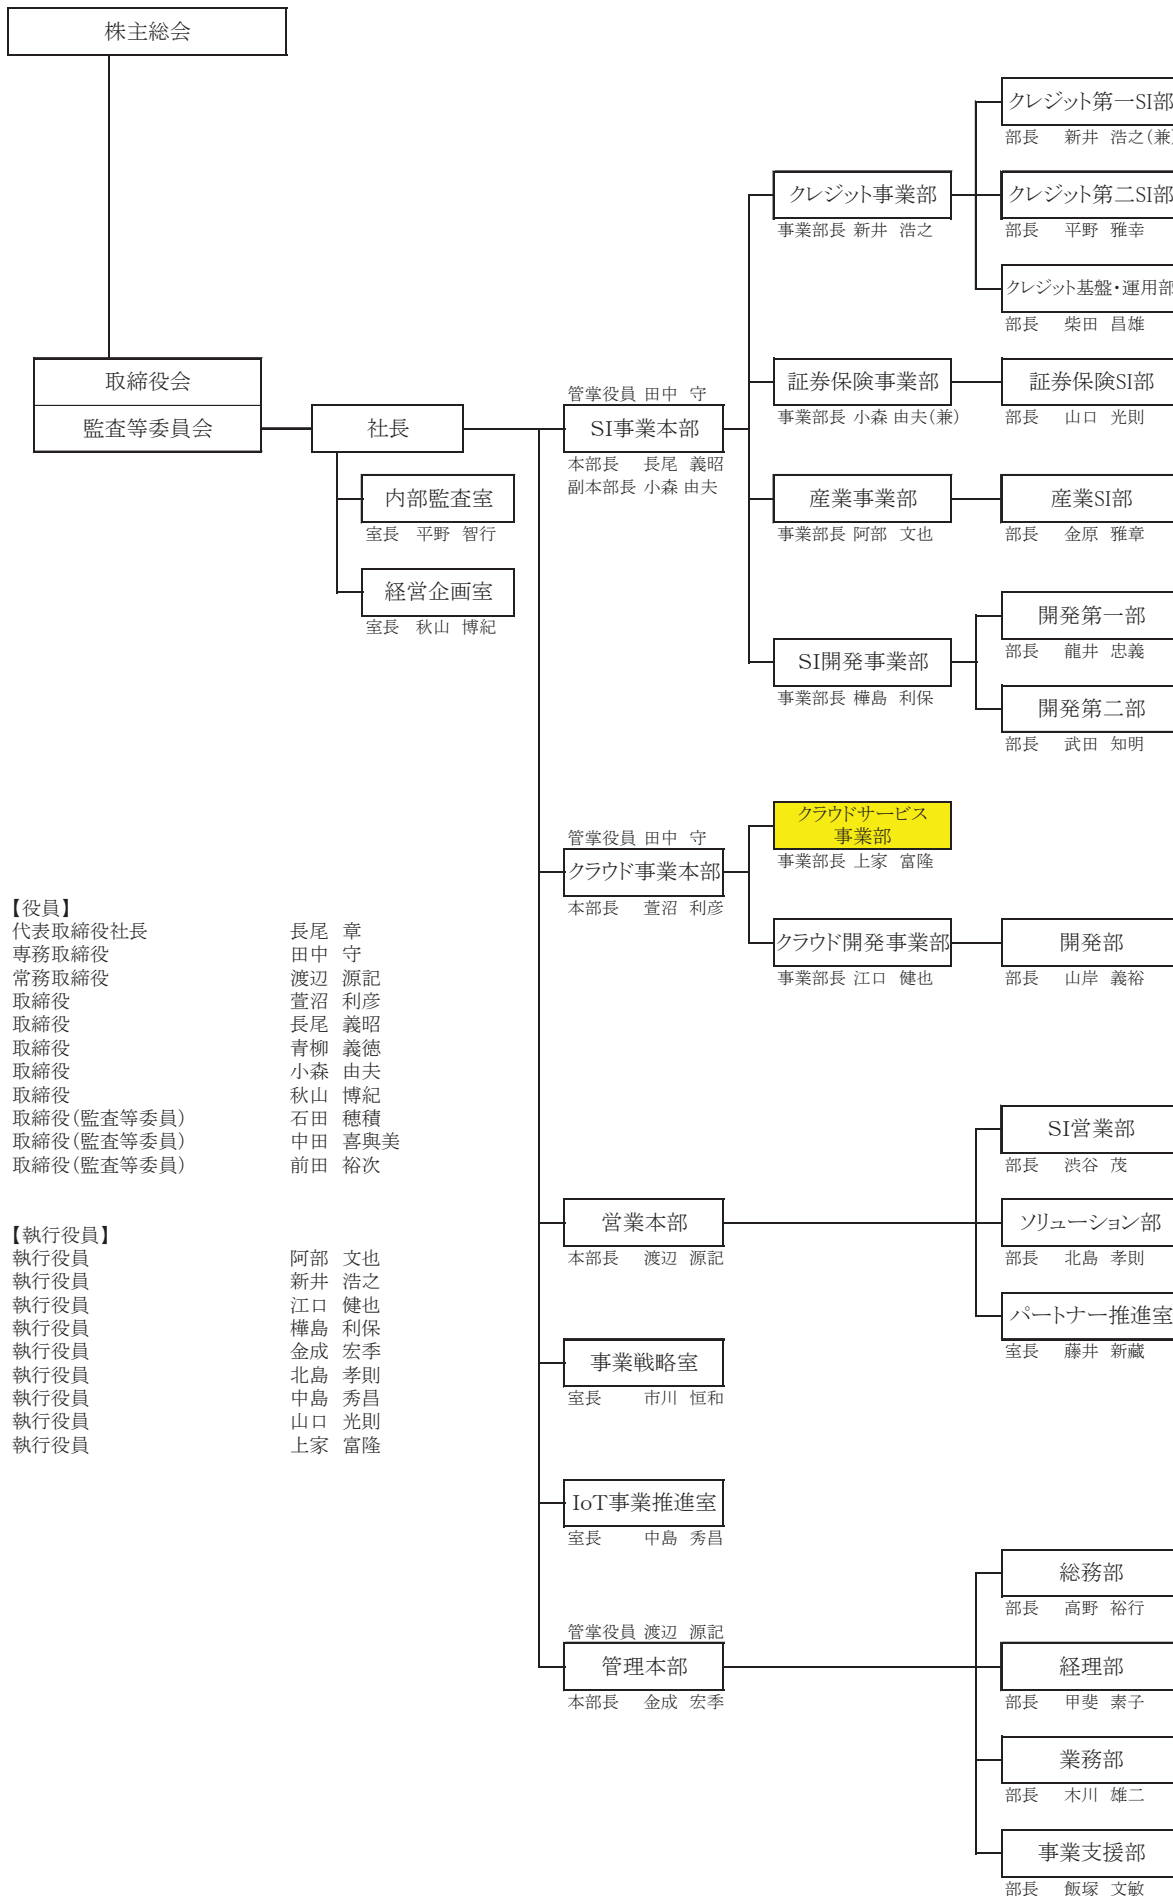 株主総会
取締役会
監査等委員会
社長
内部監査室
室長 平野 智行
経営企画室
室長 秋山 博紀
管掌役員 田中 守
SI事業本部
本部長 長尾 義昭
副本部長 小森 由夫
クレジット事業部
事業部長 新井 浩之
クレジット第一SI部
部長 新井 浩之(兼)
クレジット第二SI部
部長 平野 雅幸
クレジット基盤・運用部
部長 柴田 昌雄
証券保険事業部
事業部長 小森 由夫(兼)
証券保険SI部
部長 山口 光則
産業事業部
事業部長 阿部 文也
産業SI部
部長 金原 雅章
SI開発事業部
事業部長 樺島 利保
開発第一部
部長 龍井 忠義
開発第二部
部長 武田 知明
管掌役員 田中 守
クラウド事業本部
本部長 萱沼 利彦
クラウドサービス
事業部
事業部長 上家 富隆
クラウド開発事業部
事業部長 江口 健也
開発部
部長 山岸 義裕
営業本部
本部長 渡辺 源記
SI営業部
部長 渋谷 茂
ソリューション部
部長 北島 孝則
パートナー推進室
室長 藤井 新藏
事業戦略室
室長 市川 恒和
IoT事業推進室
室長 中島 秀昌
管掌役員 渡辺 源記
管理本部
本部長 金成 宏季
総務部
部長 高野 裕行
経理部
部長 甲斐 素子
業務部
部長 木川 雄二
事業支援部
部長 飯塚 文敏
【役員】
代表取締役社長 長尾 章
専務取締役 田中 守
常務取締役 渡辺 源記
取締役 萱沼 利彦
取締役 長尾 義昭
取締役 青柳 義徳
取締役 小森 由夫
取締役 秋山 博紀
取締役(監査等委員) 石田 穂積
取締役(監査等委員) 中田 喜與美
取締役(監査等委員) 前田 裕次
【執行役員】
執行役員 阿部 文也
執行役員 新井 浩之
執行役員 江口 健也
執行役員 樺島 利保
執行役員 金成 宏季
執行役員 北島 孝則
執行役員 中島 秀昌
執行役員 山口 光則
執行役員 上家 富隆